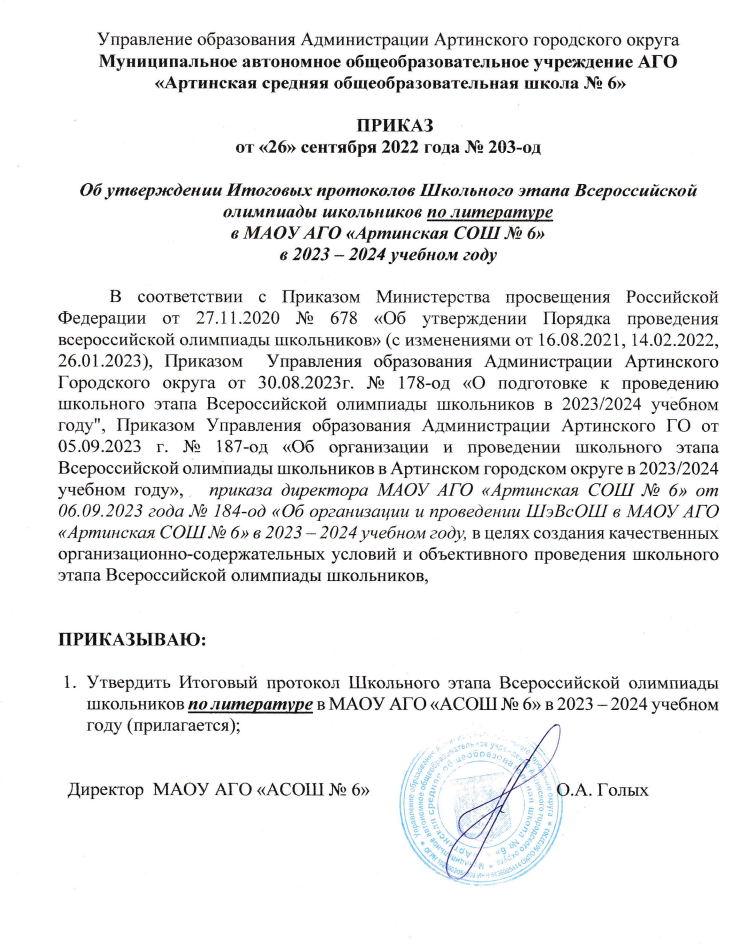 Управление образования Администрации Артинского городского округа
Муниципальное автономное общеобразовательное учреждение АГО
«Артинская средняя общеобразовательная школа № 6»
ПРИКАЗ
от «26» сентября 2022 года № 203-од
Об утверждении Итоговых протоколов Школьного этапа Всероссийской
олимпиады школьников по литературе
в МАОУ АГО «Артинская СОШ № 6»
в 2023 – 2024 учебном году
В соответствии с Приказом Министерства просвещения Российской
Федерации от 27.11.2020 № 678 «Об утверждении Порядка проведения
всероссийской олимпиады школьников» (с изменениями от 16.08.2021, 14.02.2022,
26.01.2023), Приказом Управления образования Администрации Артинского
Городского округа от 30.08.2023г. № 178-од «О подготовке к проведению
школьного этапа Всероссийской олимпиады школьников в 2023/2024 учебном
году", Приказом Управления образования Администрации Артинского ГО от
05.09.2023 г. № 187-од «Об организации и проведении школьного этапа
Всероссийской олимпиады школьников в Артинском городском округе в 2023/2024
учебном году», приказа директора МАОУ АГО «Артинская СОШ № 6» от
06.09.2023 года № 184-од «Об организации и проведении ШэВсОШ в МАОУ АГО
«Артинская СОШ № 6» в 2023 – 2024 учебном году, в целях создания качественных
организационно-содержательных условий и объективного проведения школьного
этапа Всероссийской олимпиады школьников,
ПРИКАЗЫВАЮ:
1. Утвердить Итоговый протокол Школьного этапа Всероссийской олимпиады
школьников по литературе в МАОУ АГО «АСОШ № 6» в 2023 – 2024 учебном
году (прилагается);
Директор МАОУ АГО «АСОШ № 6» О.А. Голых